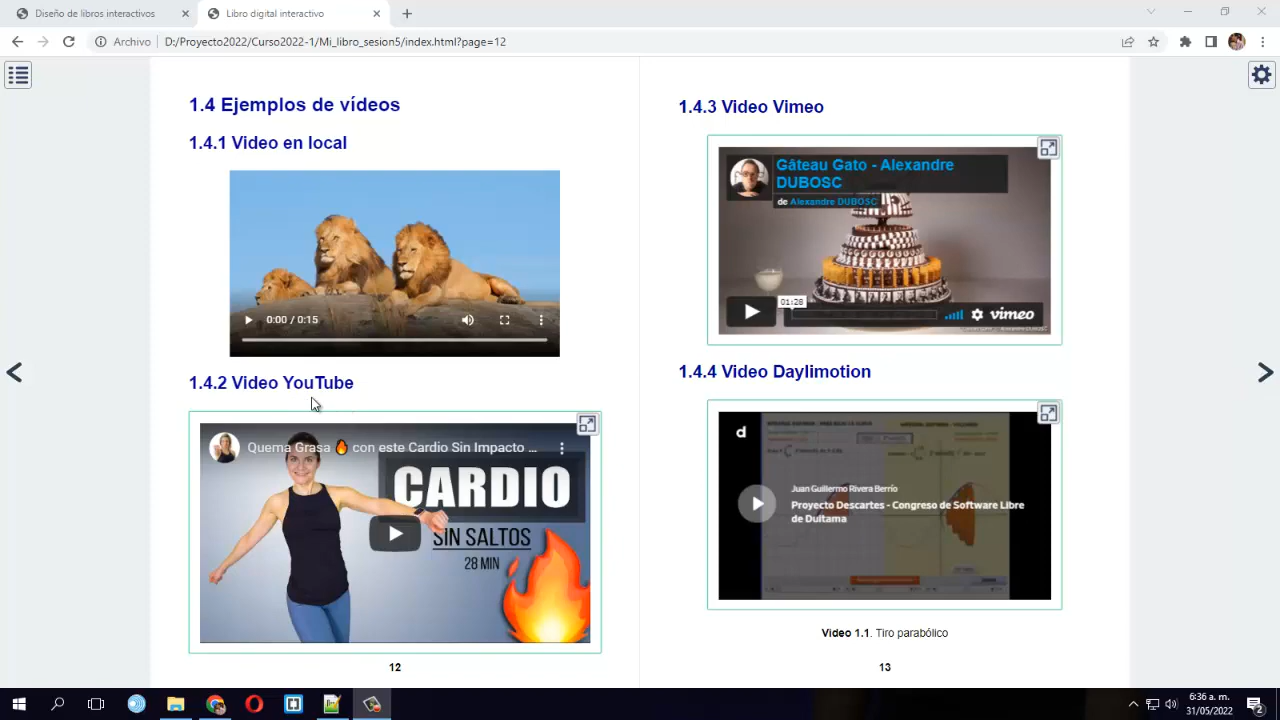 Diseño de libros interactivos
Libro digital interactivo
Archivo
D:/Proyecto2022/Curso2022-1/Mi_libro_sesion5/index.html?page=12
1.4 Ejemplos de vídeos
1.4.1 Video en local
0:00 / 0:15
1.4.2 Video YouTube
Quema Grasa 🔥 con este Cardio Sin Impacto ...
CARDIO
SIN SALTOS
28 MIN
12
1.4.3 Video Vimeo
Gâteau Gato - Alexandre
DUBOSC
de Alexandre DUBOSC
01:28
vimeo
1.4.4 Video Daylimotion
d
Juan Guillermo Rivera Berrío
Proyecto Descartes - Congreso de Software Libre
de Duitama
Video 1.1. Tiro parabólico
13
6:36 a. m.
31/05/2022
2